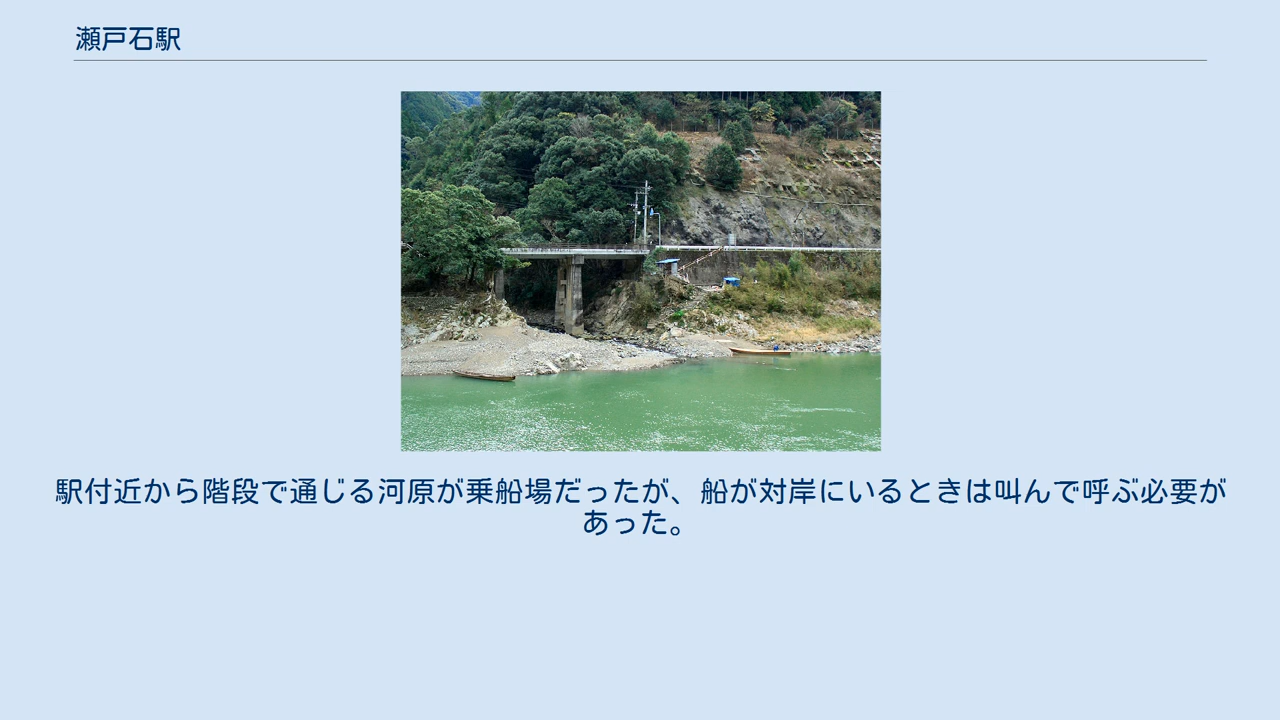 瀬戸石駅
駅付近から階段で通じる河原が乗船場だったが、船が対岸にいるときは叫んで呼ぶ必要が
あった。